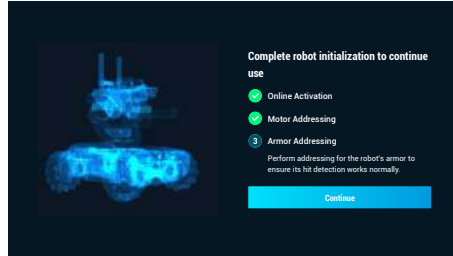 Complete robot initialization to continue
use
Online Activation
Motor Addressing
3 Armor Addressing
Perform addressing for the robot's armor to
ensure its hit detection works normally.
Continue